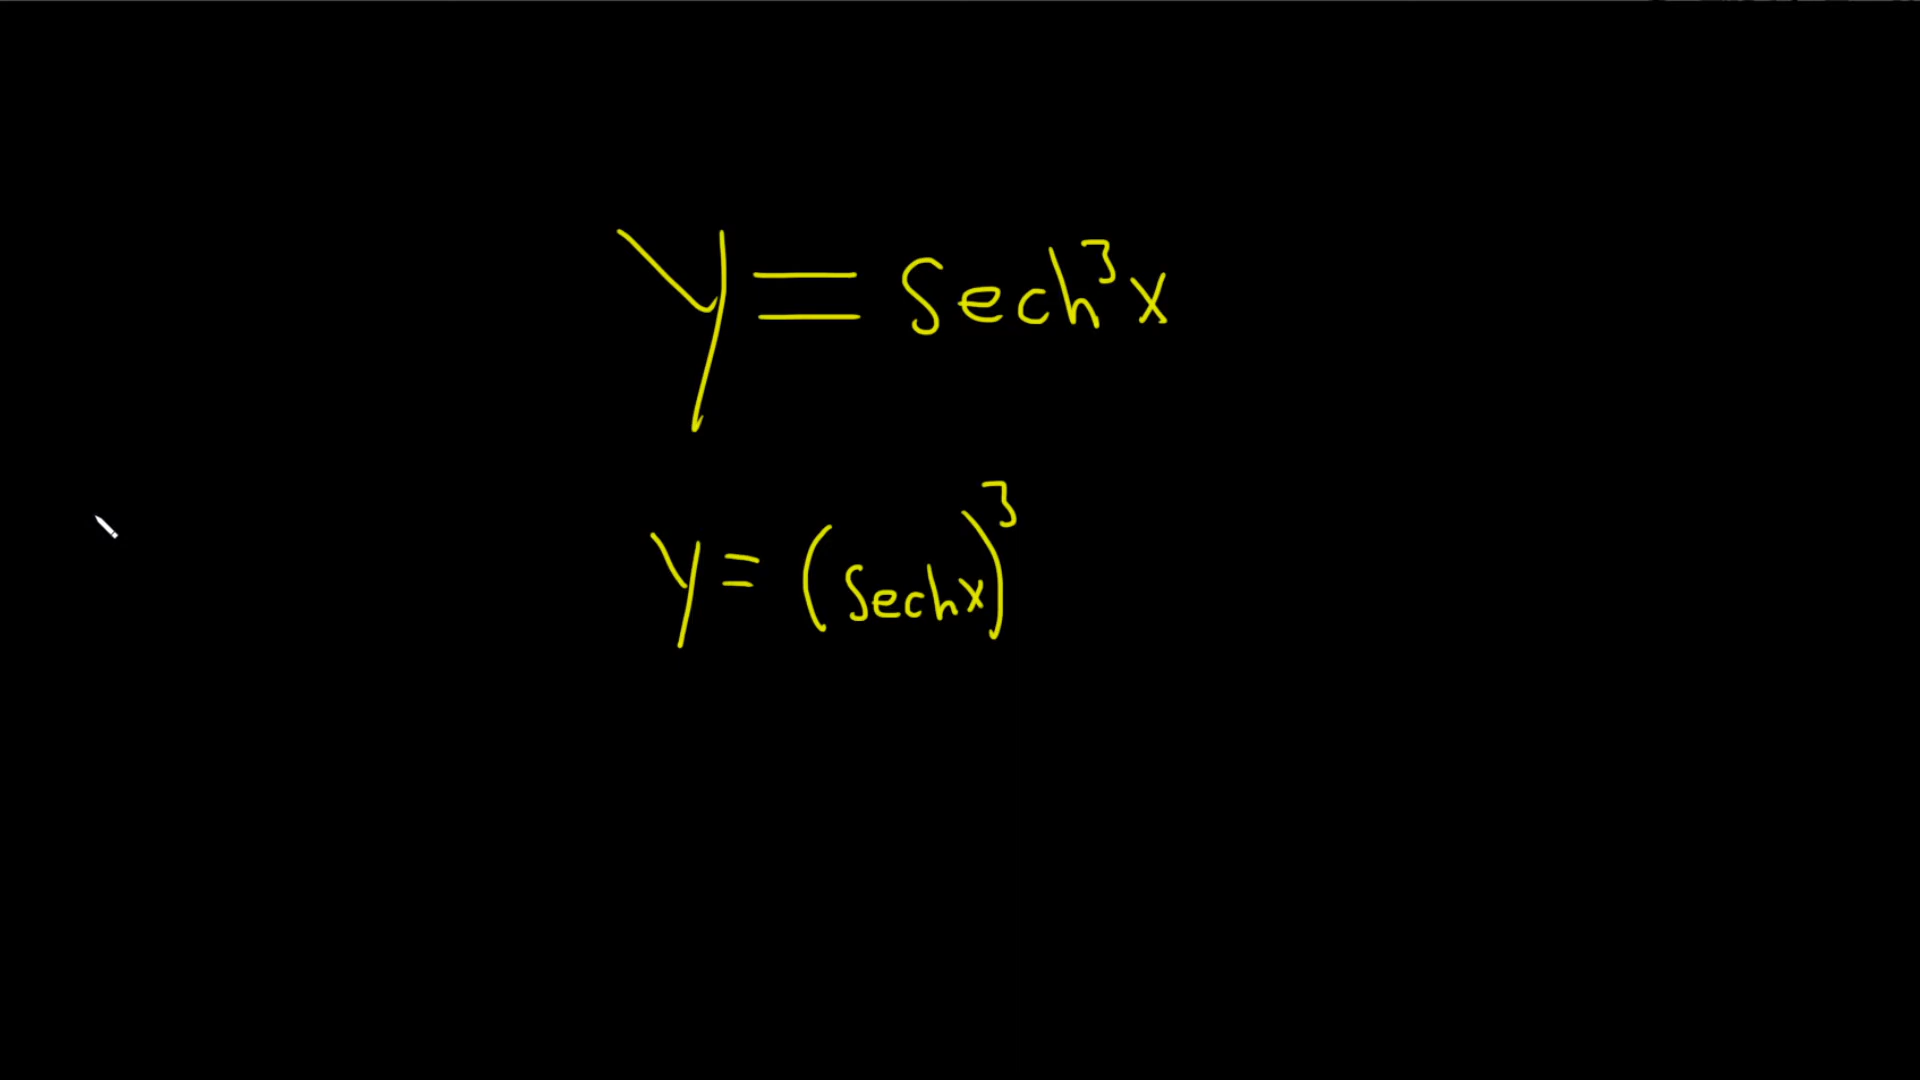 y = Sech³x
y = (Sechx)³